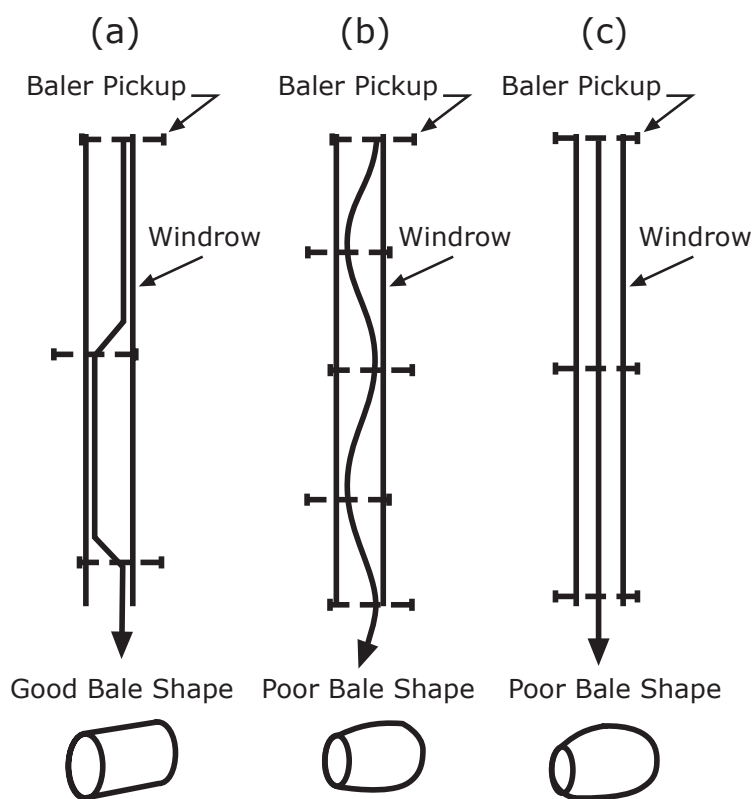 (a) (b) (c)
Baler Pickup Baler Pickup Baler Pickup
Windrow Windrow Windrow
Good Bale Shape Poor Bale Shape Poor Bale Shape